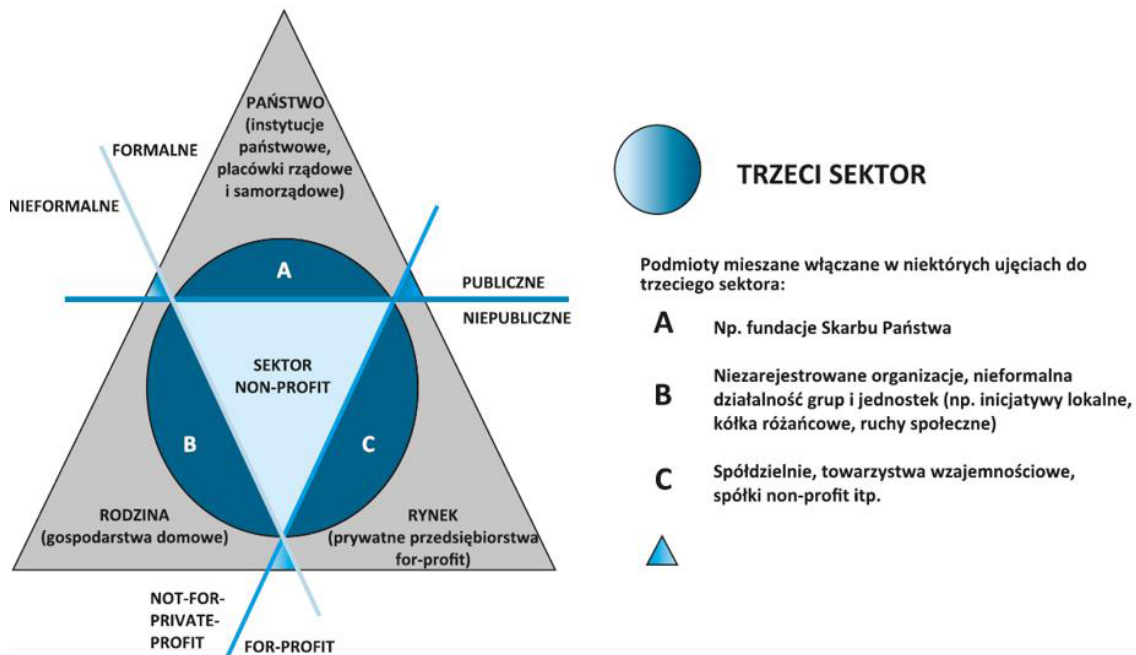 PAŃSTWO
(instytucje
państwowe,
placówki rządowe
i samorządowe)
FORMALNE
NIEFORMALNE
A
PUBLICZNE
NIEPUBLICZNE
SEKTOR
NON-PROFIT
B
C
RODZINA
(gospodarstwa domowe)
RYNEK
(prywatne przedsiębiorstwa
for-profit)
NOT-FOR-
PRIVATE-
PROFIT
FOR-PROFIT
TRZECI SEKTOR
Podmioty mieszane włączane w niektórych ujęciach do
trzeciego sektora:
A Np. fundacje Skarbu Państwa
B Niezarejestrowane organizacje, nieformalna
działalność grup i jednostek (np. inicjatywy lokalne,
kółka różańcowe, ruchy społeczne)
C Spółdzielnie, towarzystwa wzajemnościowe,
spółki non-profit itp.